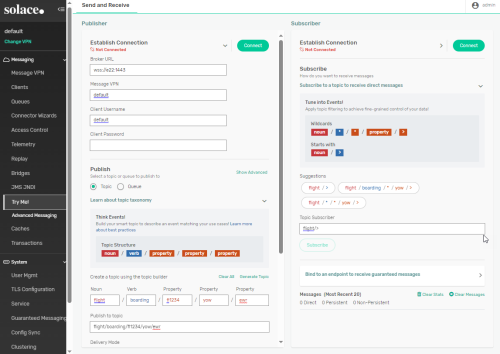 solace.
default
Change VPN
Messaging
Message VPN
Clients
Queues
Connector Wizards
Access Control
Telemetry
Replay
Bridges
JMS JNDI
Try Me!
Advanced Messaging
Caches
Transactions
System
User Mgmt
TLS Configuration
Service
Guaranteed Messaging
Config Sync
Clustering
Send and Receive
admin
Publisher
Establish Connection
Not Connected
Connect
Broker URL
Message VPN
default
Client Username
default
Client Password
Publish
Select a topic or queue to publish to
Show Advanced
Topic
Queue
Learn about topic taxonomy
Think Events!
Build your smart topic to describe an event matching your use cases! Learn more
about best practices
Topic Structure
noun / verb / property / property / property
Create a topic using the topic builder
Clear All
Generate Topic
Noun Verb Property Property Property
flight / boarding / ff1234 / yow / ewr
Publish to topic
flight/boarding/ff1234/yow/ewr
Delivery Mode
Subscriber
Establish Connection
Not Connected
Connect
Subscribe
How do you want to receive messages
Subscribe to a topic to receive direct messages
Tune into Events!
Apply topic filtering to achieve fine-grained control of your data!
Wildcards
noun / * / * / property / >
Starts with
noun / >
Suggestions
flight / >
flight / boarding / * / yow / >
flight / * / * / yow / >
Topic Subscriber
flight/>
Subscribe
Bind to an endpoint to receive guaranteed messages
Messages (Most Recent 20)
Clear Stats
Clear Messages
0 Direct 0 Persistent 0 Non-Persistent